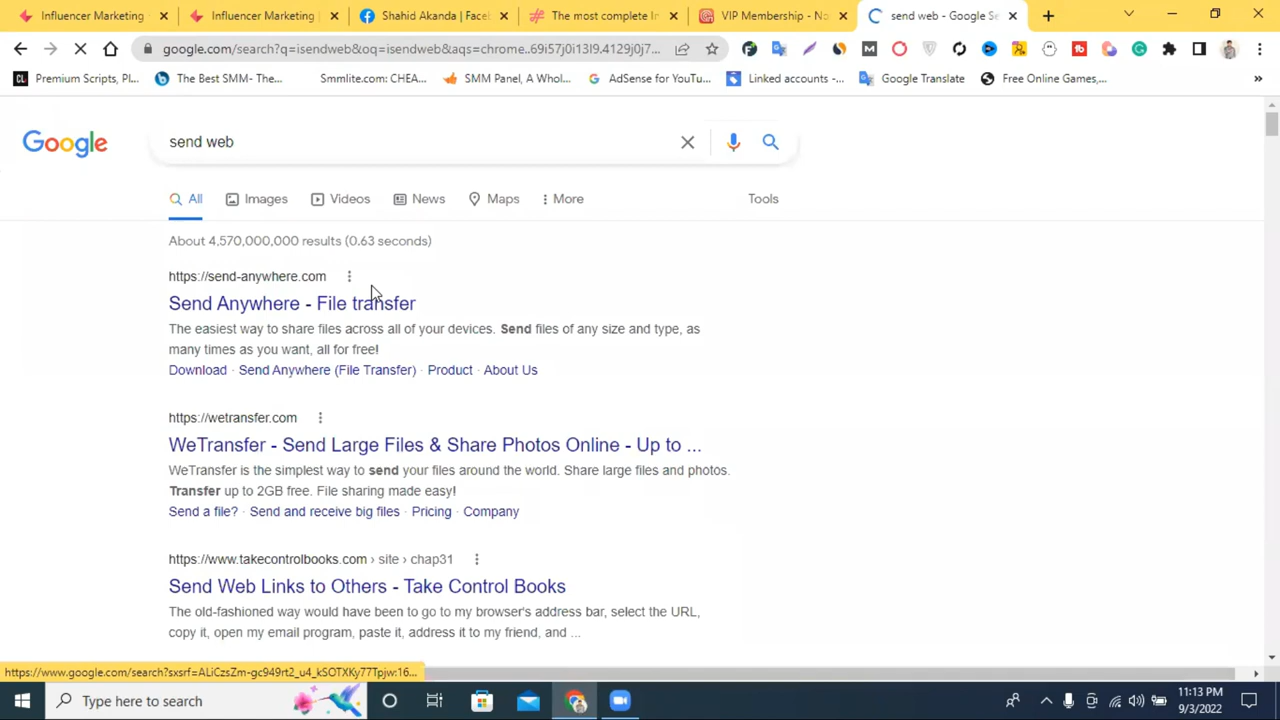 Influencer Marketing
Influencer Marketing
Shahid Akanda | Faceb
The most complete In
VIP Membership - No
send web - Google Se
google.com/search?q=isendweb&oq=isendweb&aqs=chrome..69i57j0i13l9.4129j0j7...
Premium Scripts, Pl...
The Best SMM- The...
Smmlite.com: CHEA...
SMM Panel, A Whol...
AdSense for YouTu...
Linked accounts -...
Google Translate
Free Online Games,...
»
Google
send web
All
Images
Videos
News
Maps
More
Tools
About 4,570,000,000 results (0.63 seconds)
https://send-anywhere.com
Send Anywhere - File transfer
The easiest way to share files across all of your devices. Send files of any size and type, as
many times as you want, all for free!
Download · Send Anywhere (File Transfer) · Product · About Us
https://wetransfer.com
WeTransfer - Send Large Files & Share Photos Online - Up to ...
WeTransfer is the simplest way to send your files around the world. Share large files and photos.
Transfer up to 2GB free. File sharing made easy!
Send a file? · Send and receive big files · Pricing · Company
https://www.takecontrolbooks.com › site › chap31
Send Web Links to Others - Take Control Books
The old-fashioned way would have been to go to my browser's address bar, select the URL,
copy it, open my email program, paste it, address it to my friend, and ...
https://www.google.com/search?sxsrf=ALiCzsZm-gc949rt2_u4_kSOTXKy77Tpjw:16...
Type here to search
11:13 PM
9/3/2022